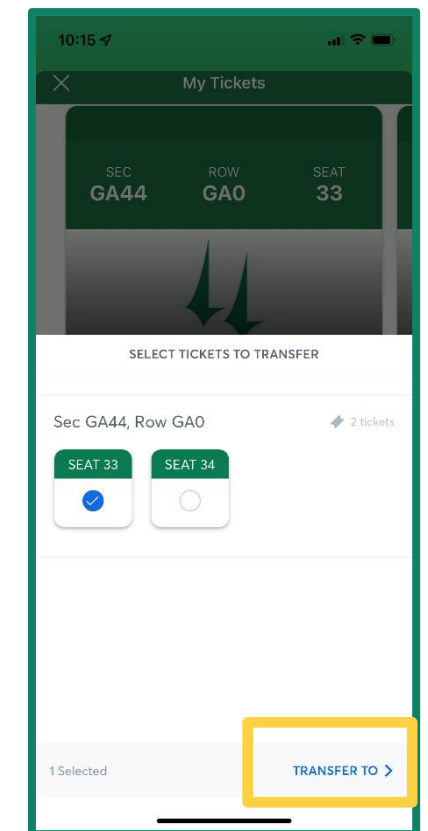 10:15
My Tickets
SEC ROW SEAT
GA44 GA0 33
SELECT TICKETS TO TRANSFER
Sec GA44, Row GA0 2 tickets
SEAT 33 SEAT 34
1 Selected TRANSFER TO